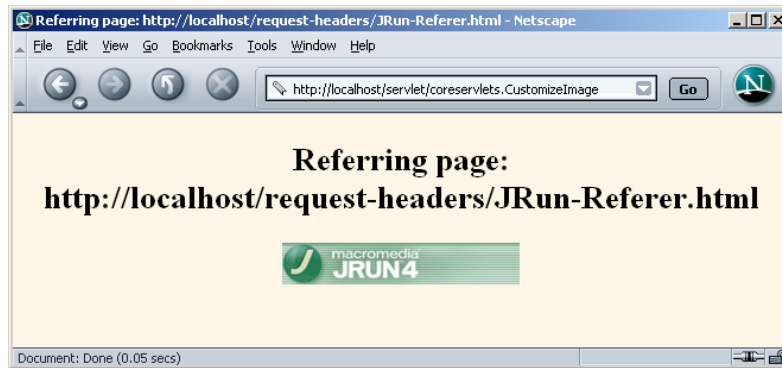 Referring page: http://localhost/request-headers/JRun-Referer.html - Netscape
File Edit View Go Bookmarks Tools Window Help
http://localhost/servlet/coreservlets.CustomizeImage Go N
Referring page:
http://localhost/request-headers/JRun-Referer.html
macromedia
JRUN4
Document: Done (0.05 secs)